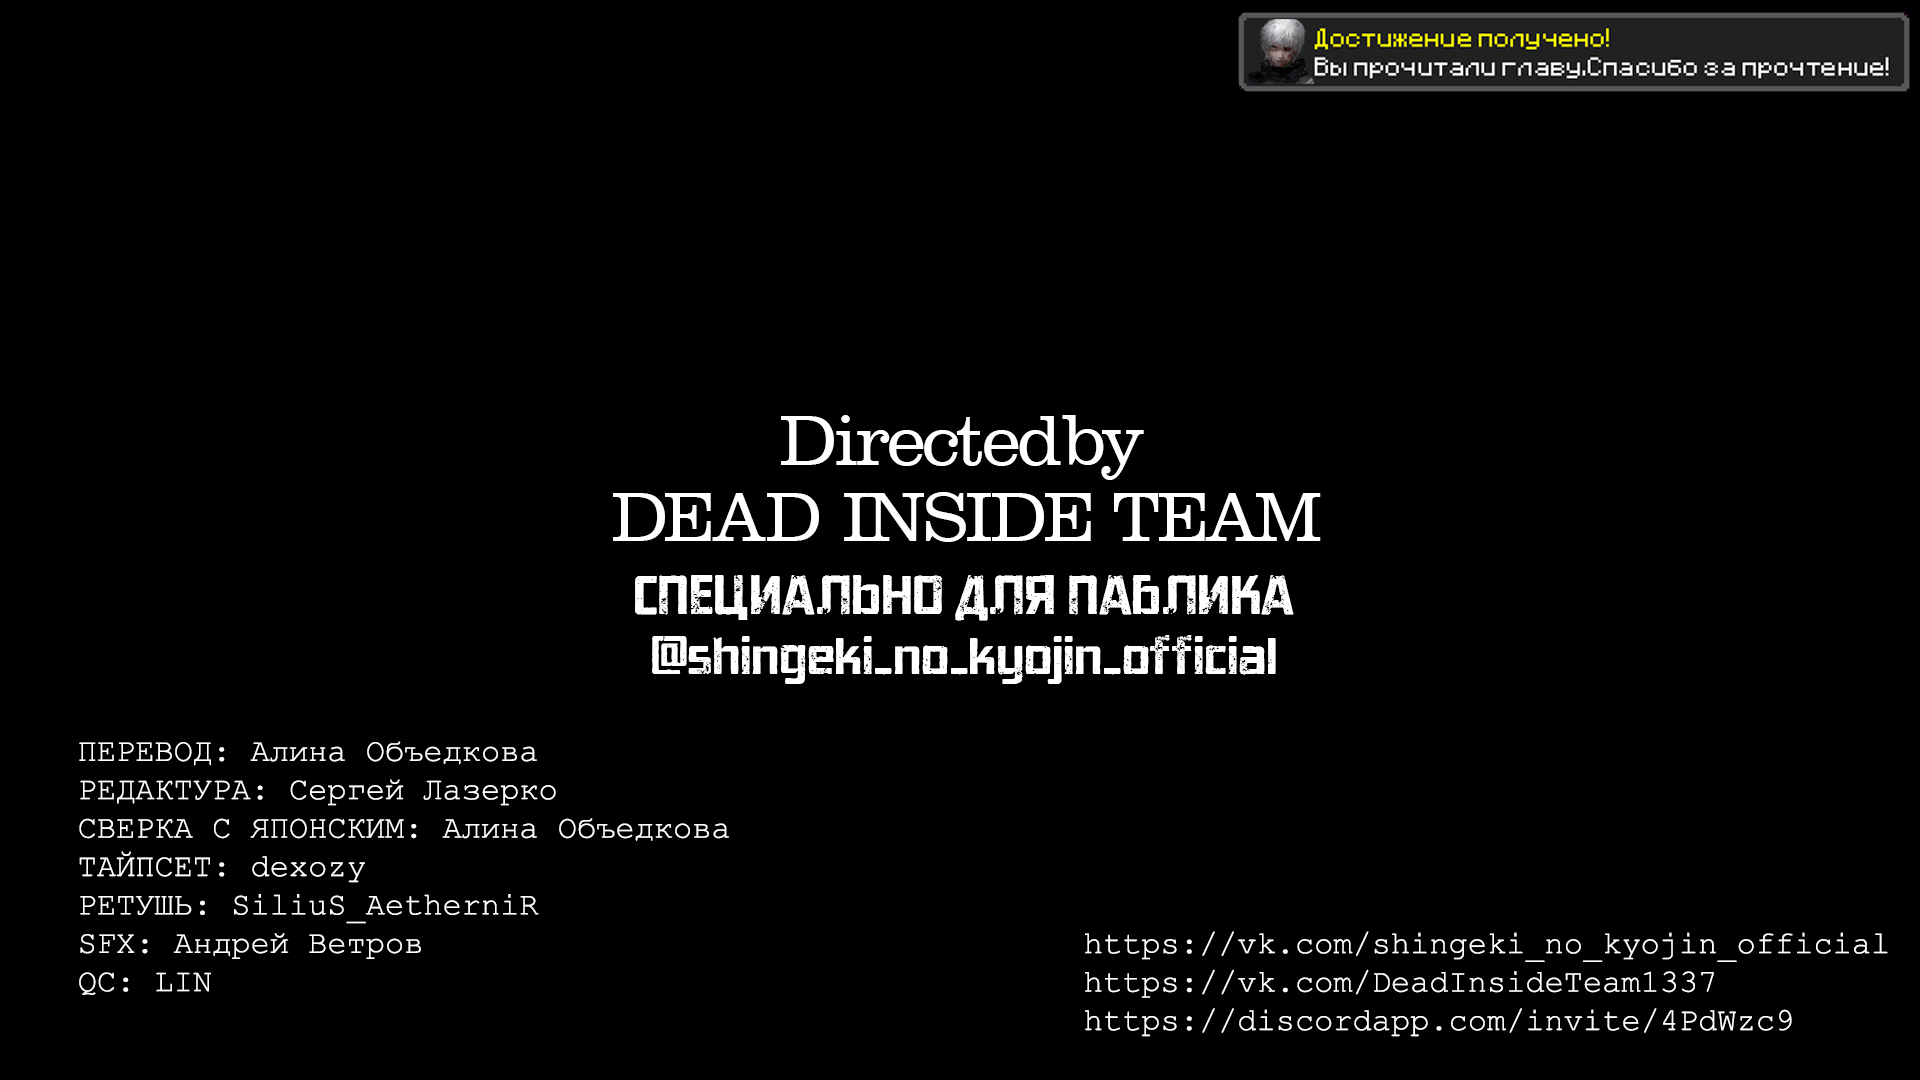 Достижение получено!
Вы прочитали главу.Спасибо за прочтение!
Directed by
DEAD INSIDE TEAM
СПЕЦИАЛЬНО ДЛЯ ПАБЛИКА
@shingeki_no_kyojin_official
ПЕРЕВОД: Алина Объедкова
РЕДАКТУРА: Сергей Лазерко
СВЕРКА С ЯПОНСКИМ: Алина Объедкова
ТАЙПСЕТ: dexozy
РЕТУШЬ: SiliuS_AetherniR
SFX: Андрей Ветров
QC: LIN
https://vk.com/shingeki_no_kyojin_official
https://vk.com/DeadInsideTeam1337
https://discordapp.com/invite/4PdWzc9